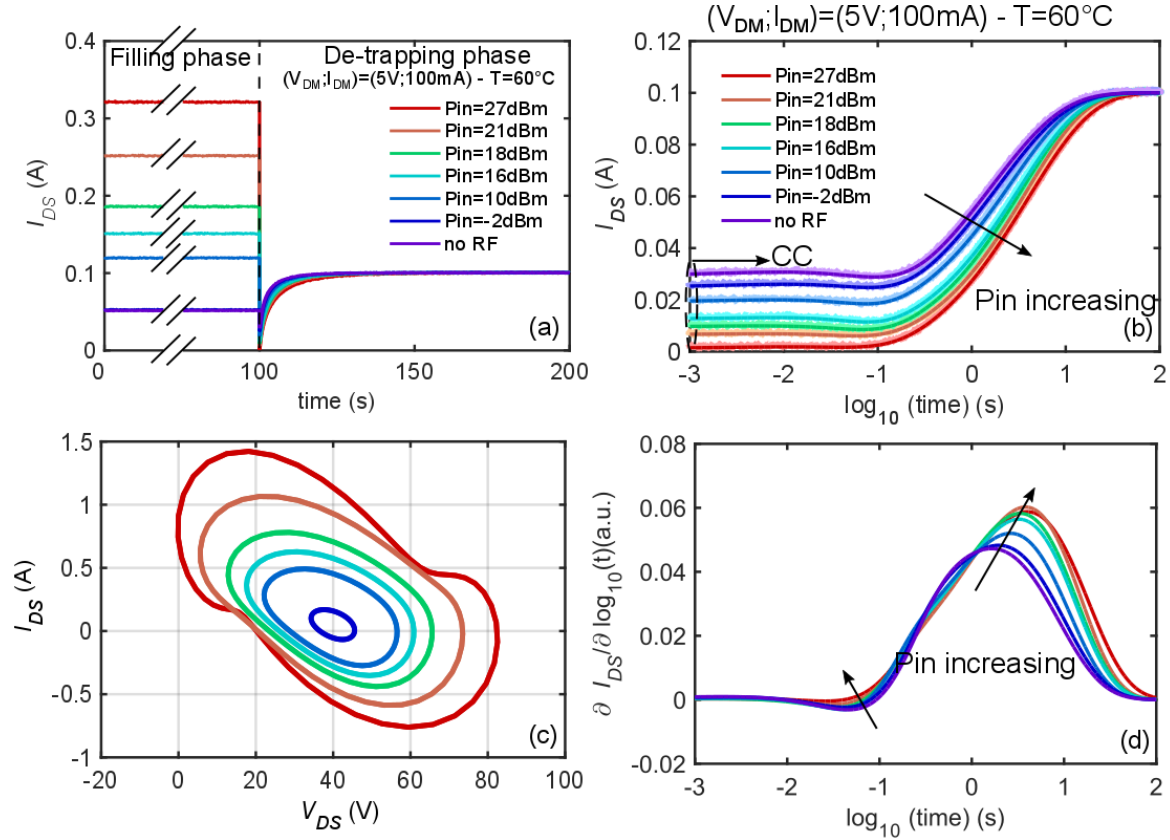 Filling phase
De-trapping phase
(V_DM;I_DM)=(5V;100mA) - T=60°C
Pin=27dBm
Pin=21dBm
Pin=18dBm
Pin=16dBm
Pin=10dBm
Pin=-2dBm
no RF
(a)
I_DS (A)
0.4
0.3
0.2
0.1
0
0
100
150
200
time (s)
(V_DM;I_DM)=(5V;100mA) - T=60°C
Pin=27dBm
Pin=21dBm
Pin=18dBm
Pin=16dBm
Pin=10dBm
Pin=-2dBm
no RF
CC
Pin increasing
(b)
I_DS (A)
0.12
0.1
0.08
0.06
0.04
0.02
0
-3
-2
-1
0
1
2
log10 (time) (s)
I_DS (A)
1.5
1
0.5
0
-0.5
-1
(c)
-20
0
20
40
60
80
100
V_DS (V)
∂ I_DS/∂ log10(t)(a.u.)
0.08
0.06
0.04
0.02
0
-0.02
Pin increasing
(d)
-3
-2
-1
0
1
2
log10 (time) (s)